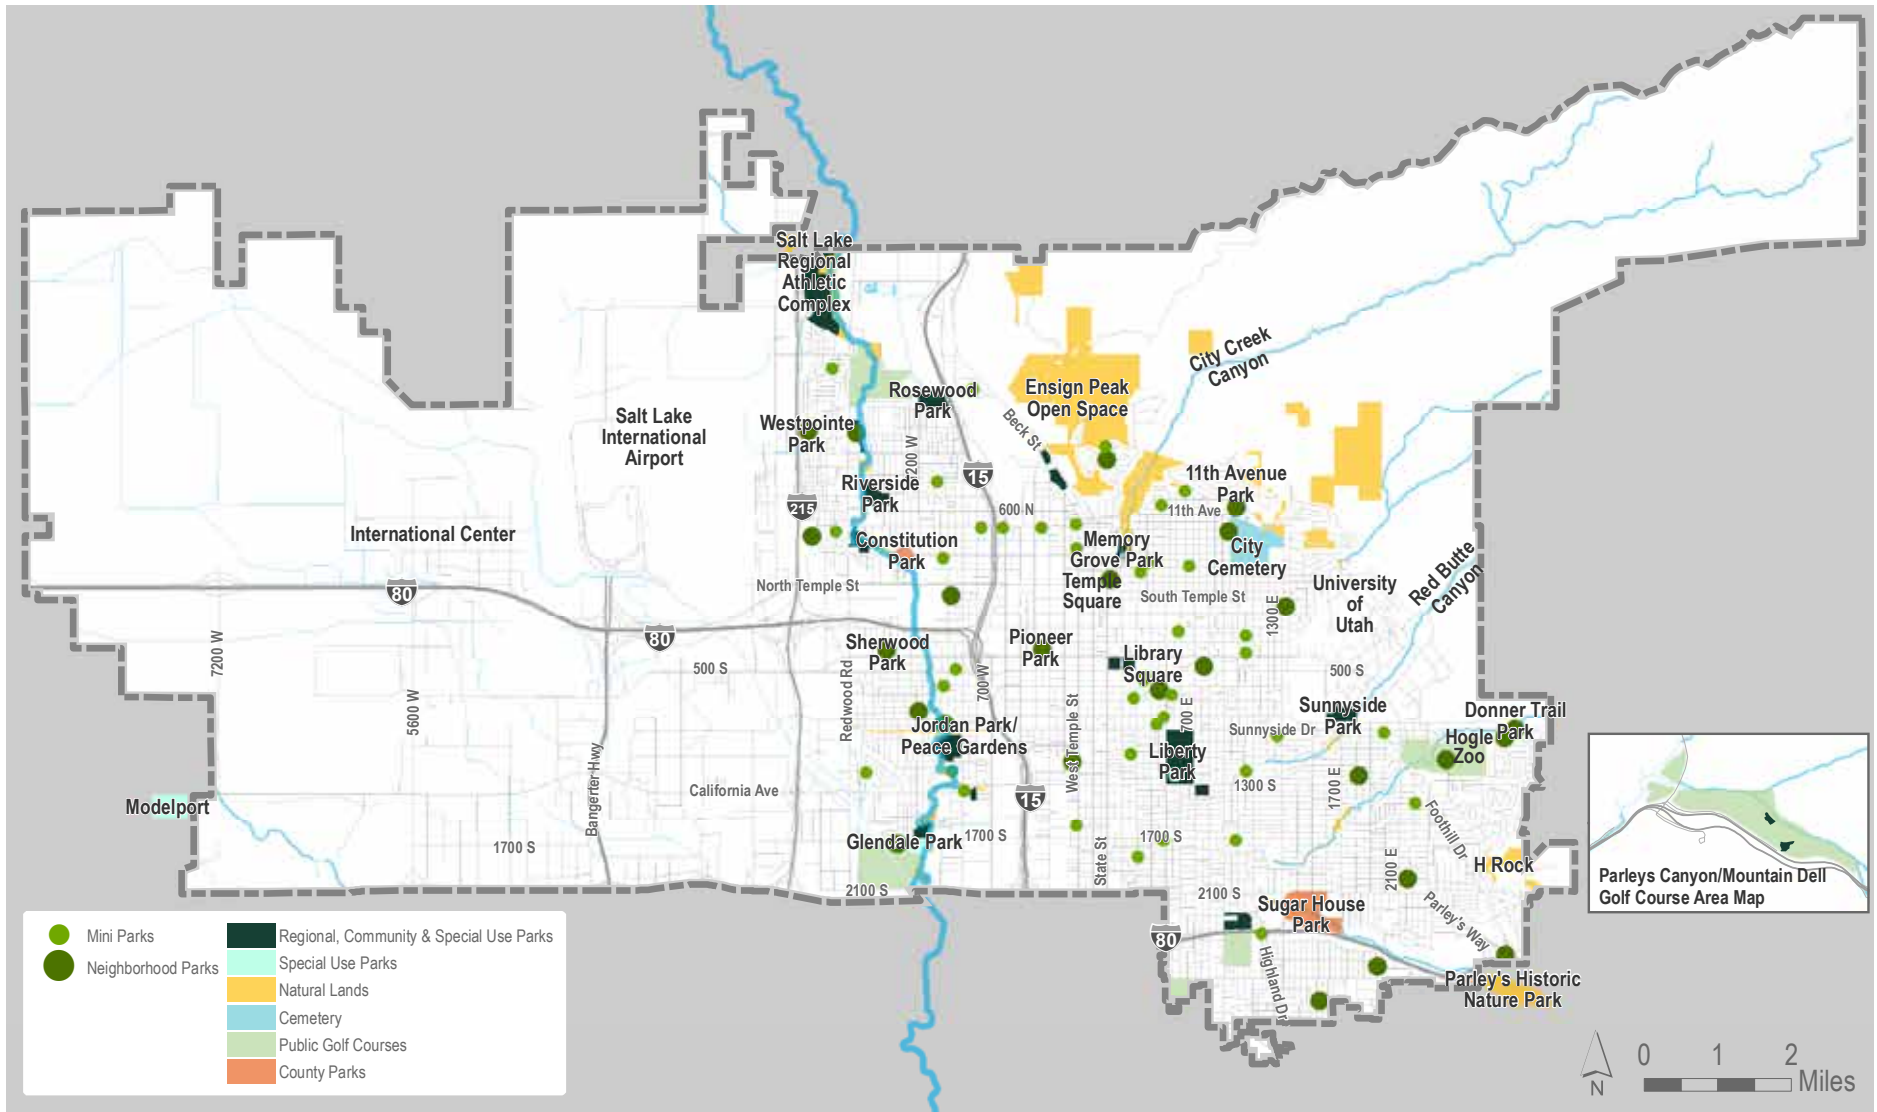 Salt Lake
Regional
Athletic
Complex
City Creek
Canyon
Rosewood
Park
Ensign Peak
Open Space
Salt Lake
International
Airport
Westpointe
Park
Beck St
200 W
15
11th Avenue
Park
Riverside
Park
215
600 N
11th Ave
International Center
Constitution
Park
Memory
Grove Park
City
Cemetery
Red Butte
Canyon
80
North Temple St
Temple
Square
South Temple St
University
of
Utah
1300 E
80
7200 W
Sherwood
Park
Pioneer
Park
Library
Square
500 S
500 S
5600 W
Redwood Rd
700 W
West Temple St
700 E
Sunnyside
Park
Donner Trail
Park
Jordan Park/
Peace Gardens
Sunnyside Dr
Hogle
Zoo
Liberty
Park
Bangerter Hwy
California Ave
15
1300 S
1700 E
Modelport
Foothill Dr
Glendale Park
1700 S
1700 S
1700 S
State St
2100 E
H Rock
2100 S
2100 S
Parleys Canyon/Mountain Dell
Golf Course Area Map
Sugar House
Park
Parley's Way
80
Highland Dr
Parley's Historic
Nature Park
Mini Parks
Neighborhood Parks
Regional, Community & Special Use Parks
Special Use Parks
Natural Lands
Cemetery
Public Golf Courses
County Parks
N
0 1 2
Miles